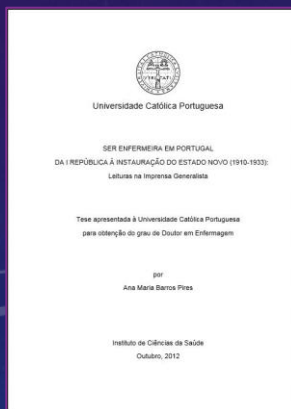 Universidade Católica Portuguesa
SER ENFERMEIRA EM PORTUGAL
DA I REPÚBLICA À INSTAURAÇÃO DO ESTADO NOVO (1910-1933):
Leituras na Imprensa Generalista
Tese apresentada à Universidade Católica Portuguesa
para obtenção do grau de Doutor em Enfermagem
por
Ana Maria Barros Pires
Instituto de Ciências da Saúde
Outubro, 2012